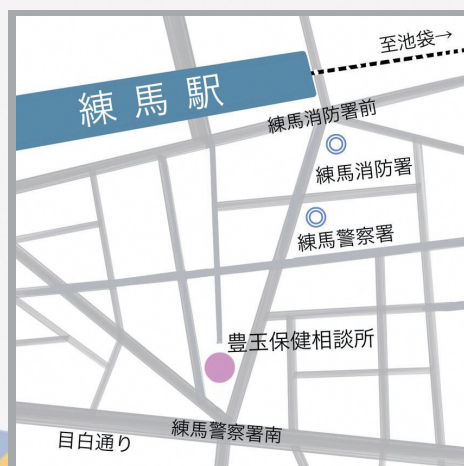 至池袋→
練馬駅
練馬消防署前
練馬消防署
練馬警察署
豊玉保健相談所
練馬警察署南
目白通り